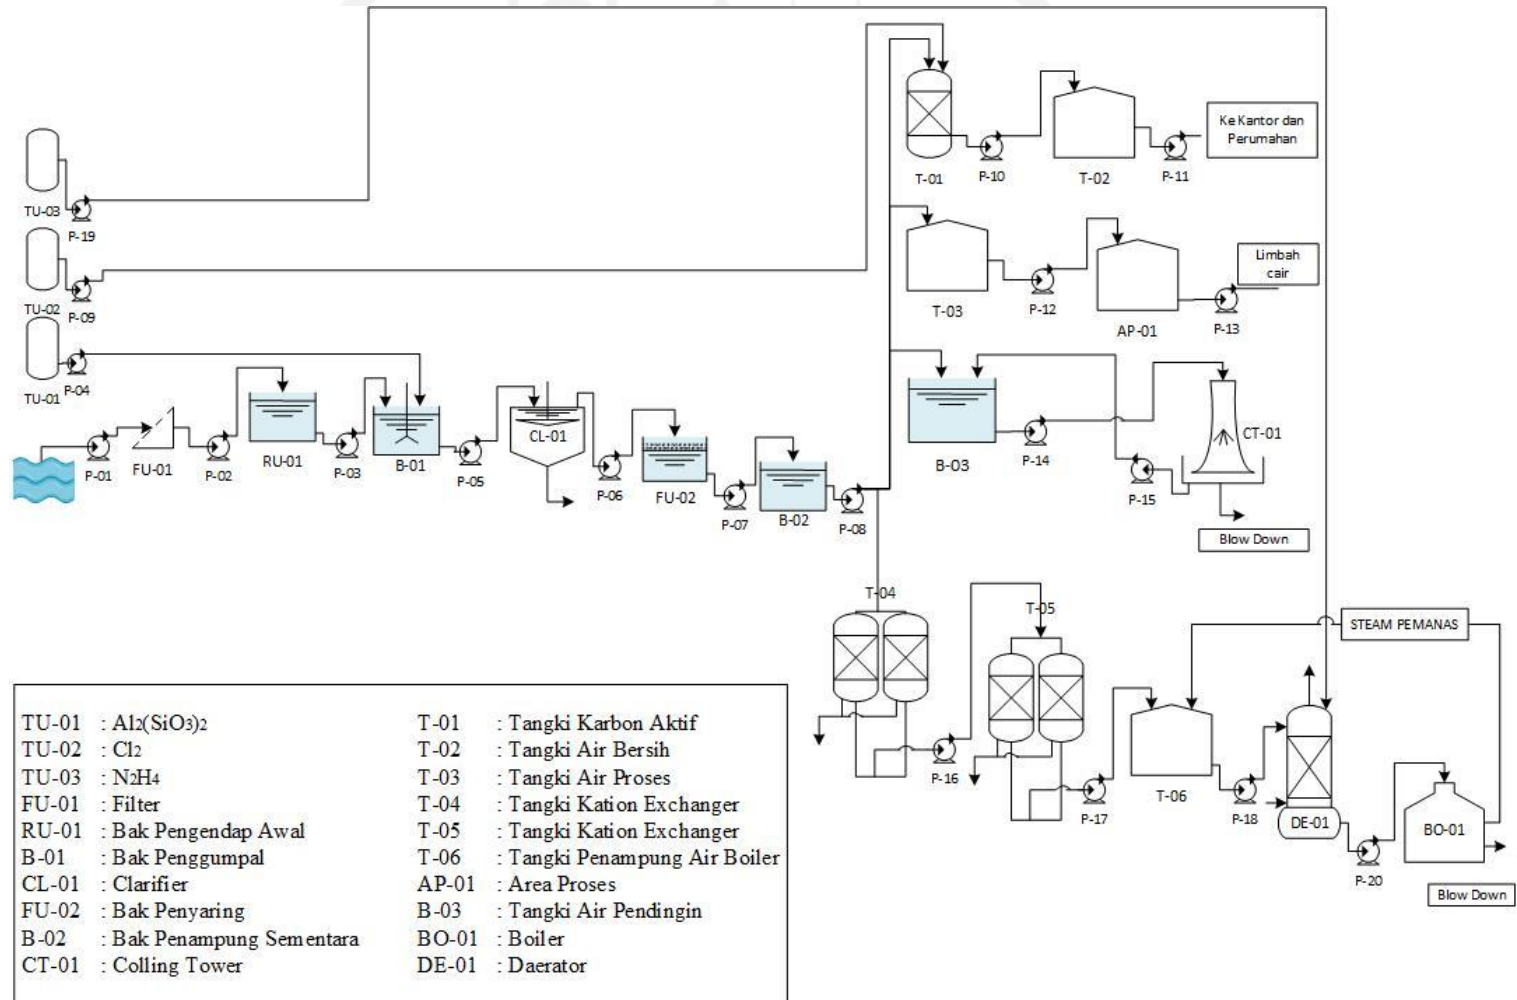 Ke Kantor dan
Perumahan
T-01
P-10
T-02
P-11
TU-03
P-19
Limbah
cair
TU-02
P-09
T-03
P-12
AP-01
P-13
TU-01
P-04
P-01
FU-01
P-02
RU-01
P-03
B-01
P-05
CL-01
P-06
FU-02
P-07
B-02
P-08
B-03
P-14
CT-01
P-15
Blow Down
T-04
T-05
STEAM PEMANAS
P-16
P-17
T-06
P-18
DE-01
P-20
BO-01
Blow Down
TU-01 : Al2(SiO3)2
TU-02 : Cl2
TU-03 : N2H4
FU-01 : Filter
RU-01 : Bak Pengendap Awal
B-01 : Bak Penggumpal
CL-01 : Clarifier
FU-02 : Bak Penyaring
B-02 : Bak Penampung Sementara
CT-01 : Colling Tower
T-01 : Tangki Karbon Aktif
T-02 : Tangki Air Bersih
T-03 : Tangki Air Proses
T-04 : Tangki Kation Exchanger
T-05 : Tangki Kation Exchanger
T-06 : Tangki Penampung Air Boiler
AP-01 : Area Proses
B-03 : Tangki Air Pendingin
BO-01 : Boiler
DE-01 : Daerator